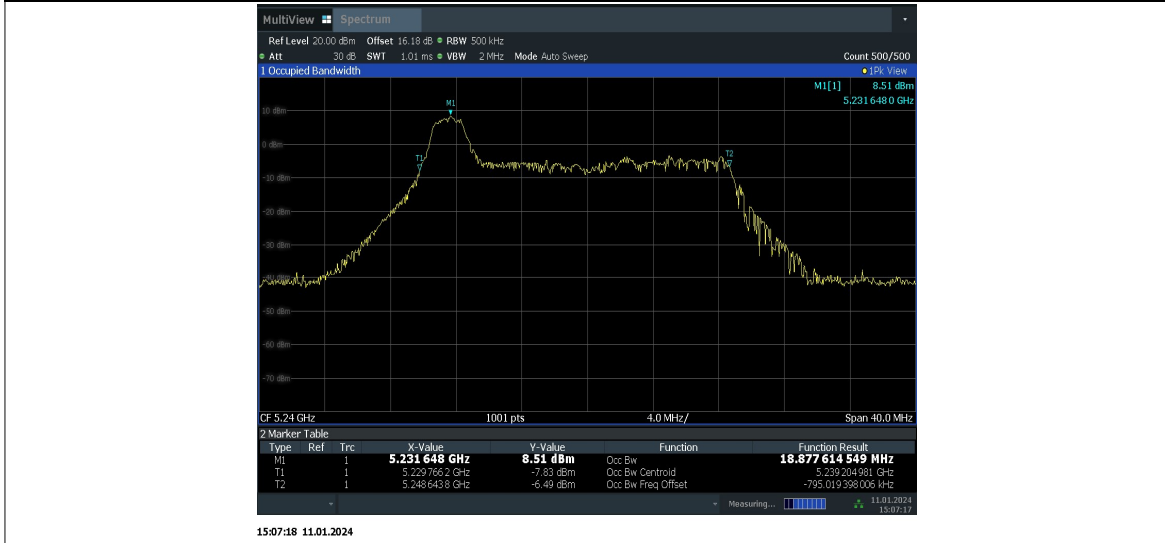 MultiView Spectrum
Ref Level 20.00 dBm Offset 16.18 dB RBW 500 kHz
Att 30 dB SWT 1.01 ms VBW 2 MHz Mode Auto Sweep Count 500/500
1 Occupied Bandwidth 1Pk View
M1[1] 8.51 dBm
5.231 648 0 GHz
M1
10 dBm
0 dBm
T1
T2
-10 dBm
-20 dBm
-30 dBm
-40 dBm
-50 dBm
-60 dBm
-70 dBm
CF 5.24 GHz 1001 pts 4.0 MHz/ Span 40.0 MHz
2 Marker Table
Type Ref Trc X-Value Y-Value Function Function Result
M1 1 5.231 648 GHz 8.51 dBm Occ Bw 18.877 614 549 MHz
T1 1 5.229 766 2 GHz -7.83 dBm Occ Bw Centroid 5.239 204 981 GHz
T2 1 5.248 643 8 GHz -6.49 dBm Occ Bw Freq Offset -795.019 398 006 kHz
Measuring... 11.01.2024
15:07:17
15:07:18 11.01.2024